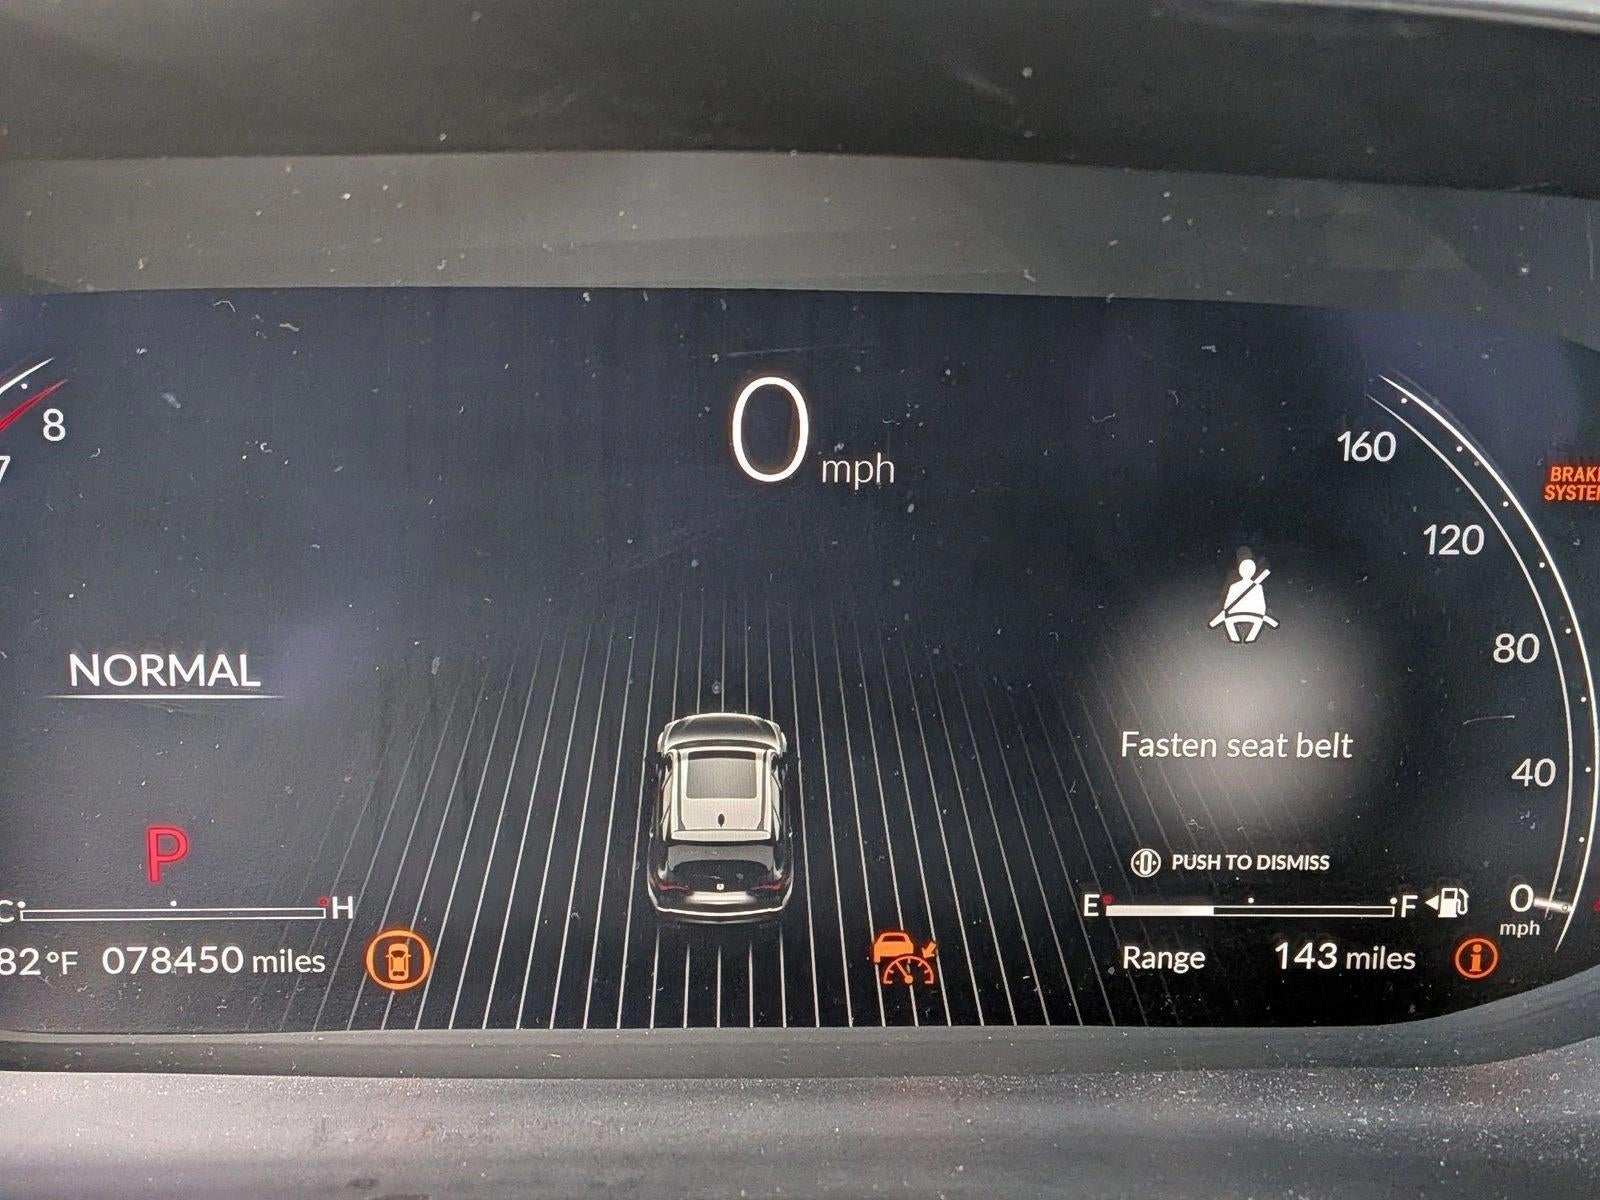 0 mph
8
7
160
BRAKE
SYSTEM
120
80
NORMAL
Fasten seat belt
40
P
PUSH TO DISMISS
C H
E F
0
mph
82°F 078450 miles
Range 143 miles
i